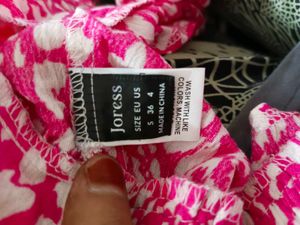 Joress
SIZE EU US
S 36 4
MADE IN CHINA
WASH WITH LIKE
COLORS, MACHINE